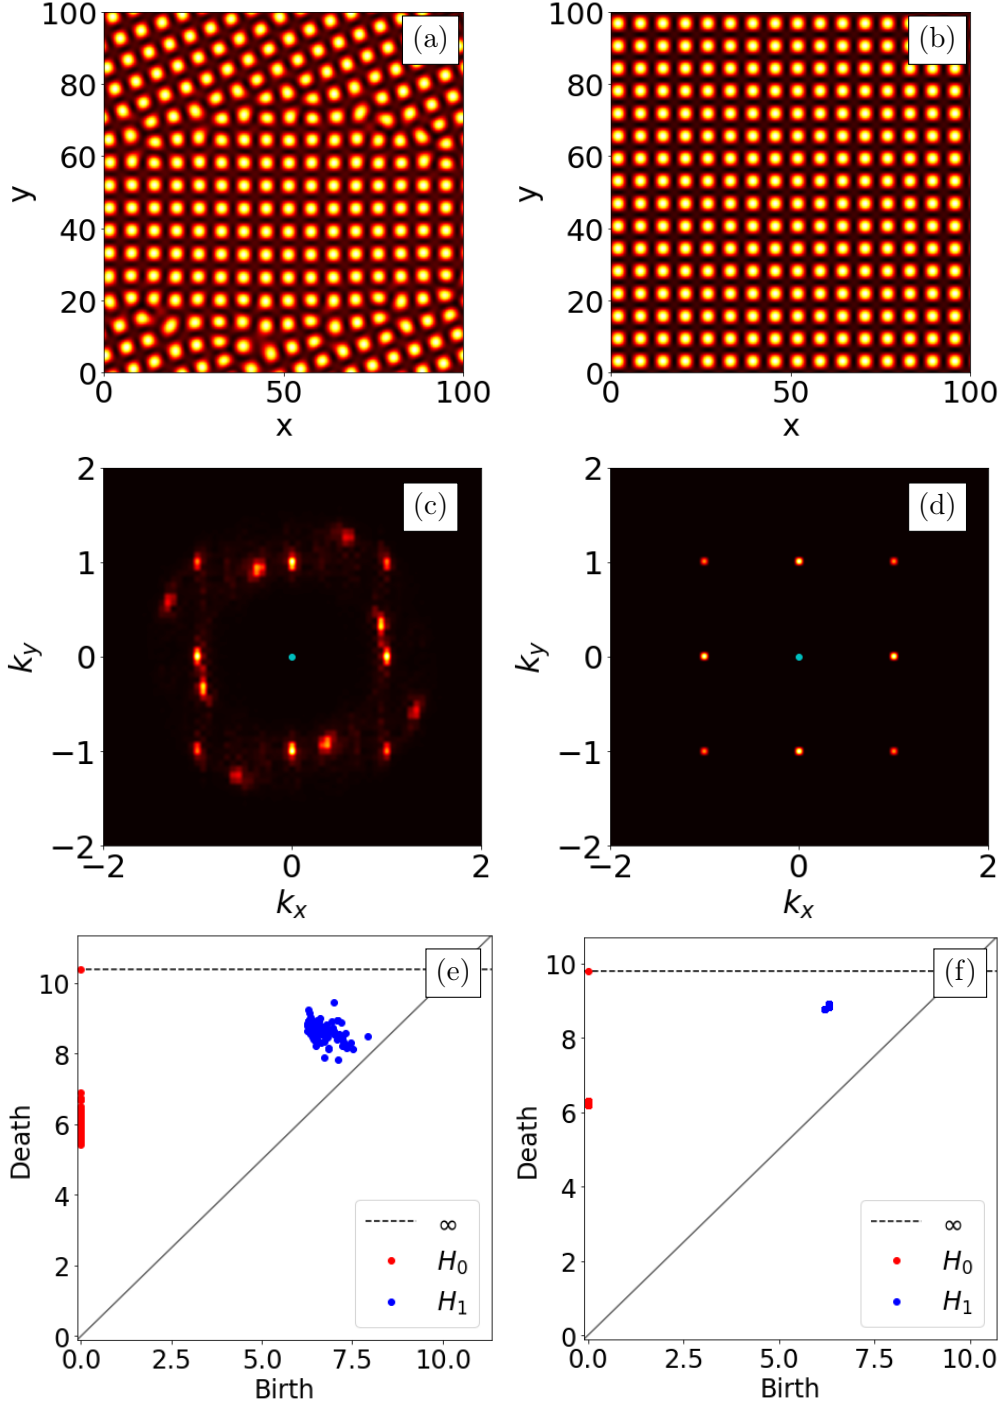 (a)
100
80
60
40
20
0
y
0 50 100
x
(b)
100
80
60
40
20
0
y
0 50 100
x
(c)
2
1
0
−1
−2
k_y
−2 0 2
k_x
(d)
2
1
0
−1
−2
k_y
−2 0 2
k_x
(e)
10
8
6
4
2
0
Death
∞
H_0
H_1
0.0 2.5 5.0 7.5 10.0
Birth
(f)
10
8
6
4
2
0
Death
∞
H_0
H_1
0.0 2.5 5.0 7.5 10.0
Birth